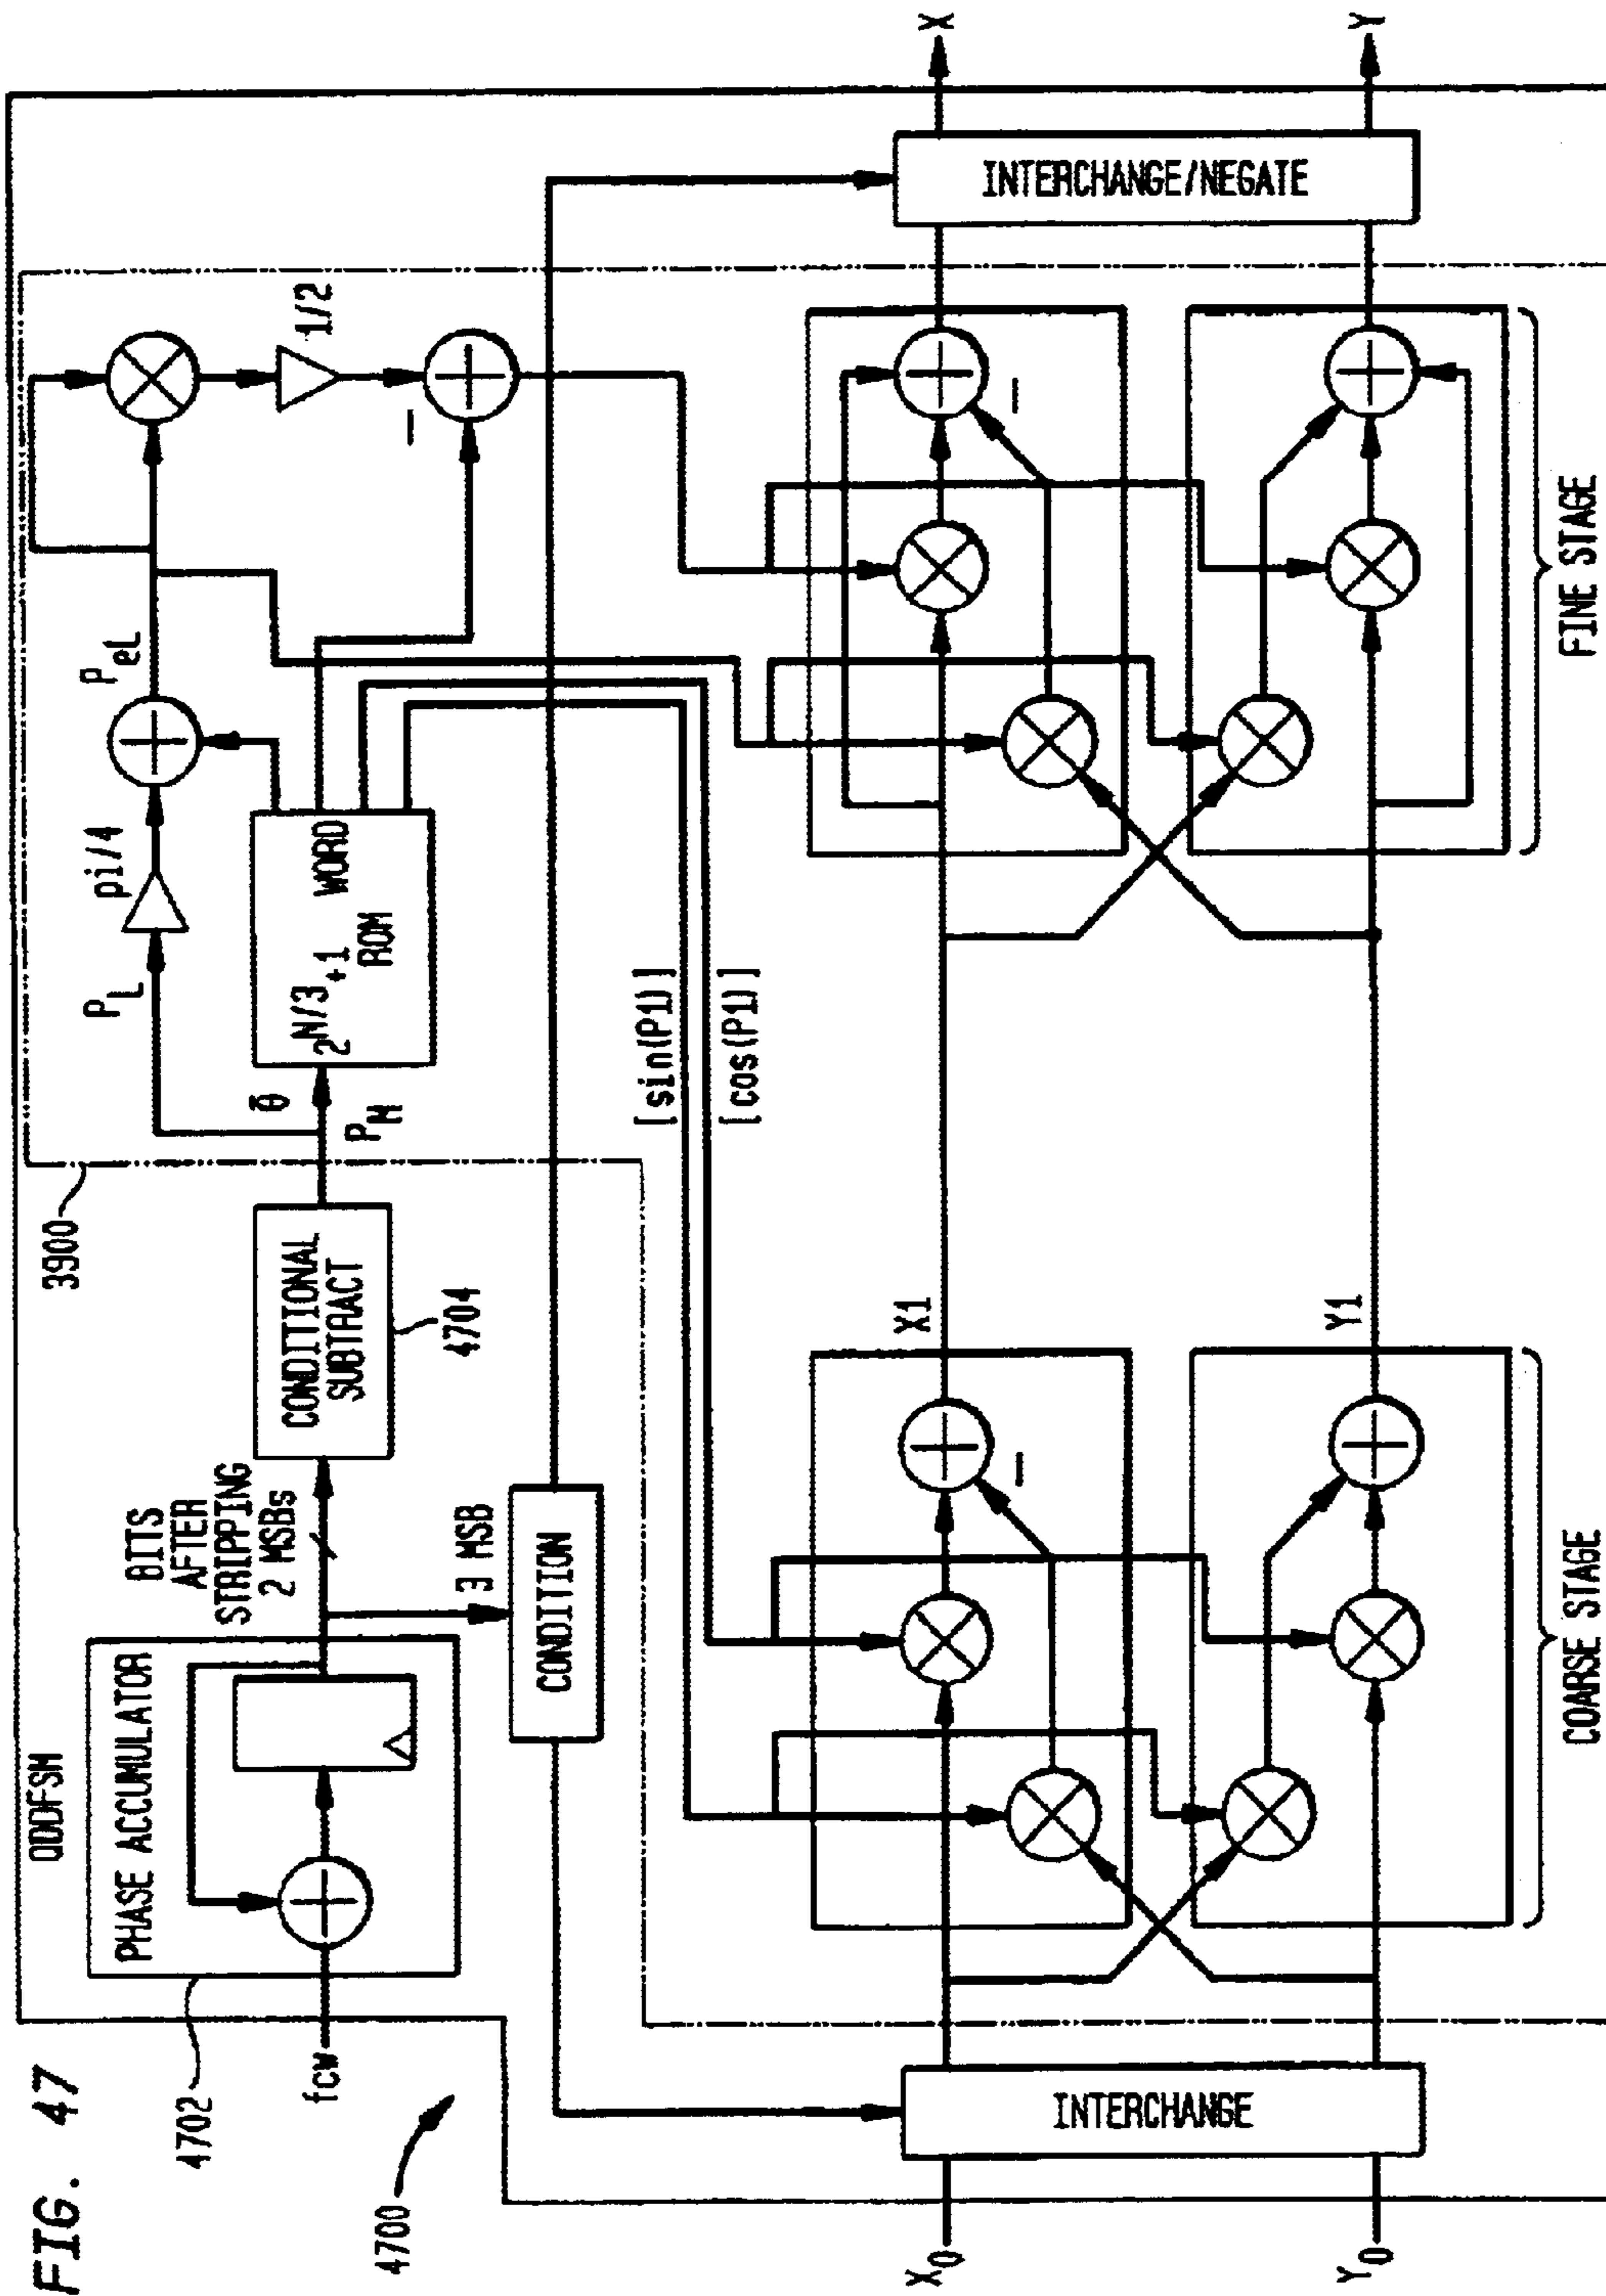 FIG. 47
4700
4702
QDDFSM
PHASE ACCUMULATOR
fcw
BITS
AFTER
STRIPPING
2 MSBs
3 MSB
CONDITION
CONDITIONAL
SUBTRACT
4704
3900
θ̄
P_M
P_L
pi/4
P_eL
2^N/3 +1 WORD
ROM
1/2
−
[sin(P1)]
[cos(P1)]
X_0
Y_0
INTERCHANGE
−
COARSE STAGE
X1
Y1
−
FINE STAGE
INTERCHANGE/NEGATE
X
Y